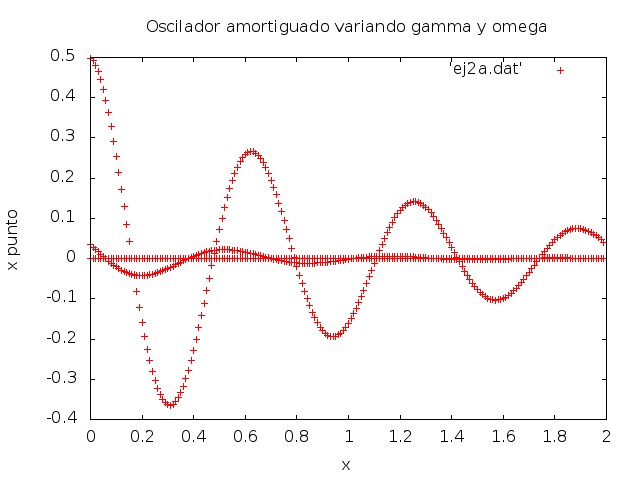 Oscilador amortiguado variando gamma y omega
0.5
'ej2a.dat'
0.4
0.3
0.2
x punto
0.1
0
-0.1
-0.2
-0.3
-0.4
0 0.2 0.4 0.6 0.8 1 1.2 1.4 1.6 1.8 2
x